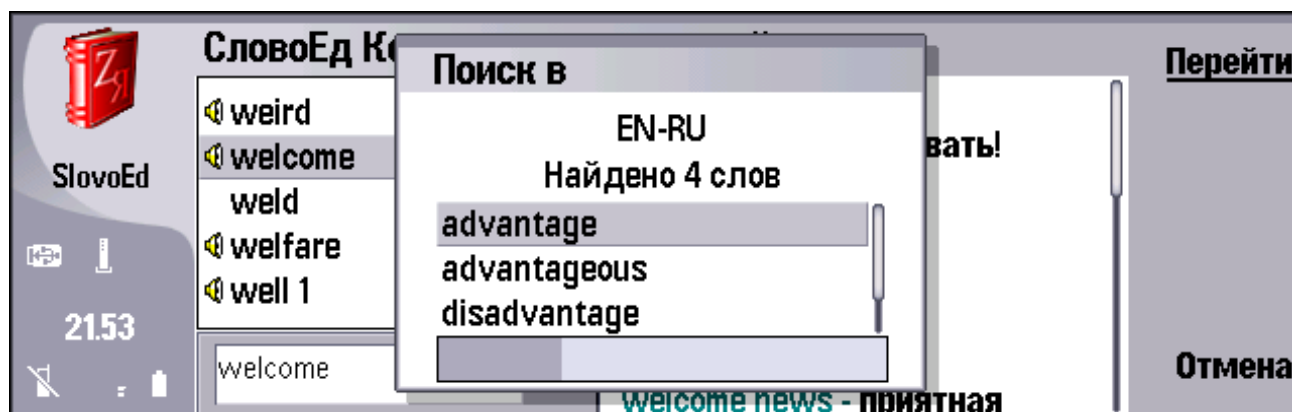 СловоЕд К
Поиск в
Перейти
weird
welcome
weld
welfare
well 1
SlovoEd
EN-RU
Найдено 4 слов
advantage
advantageous
disadvantage
вать!
21.53
welcome
Отмена
welcome news - приятная